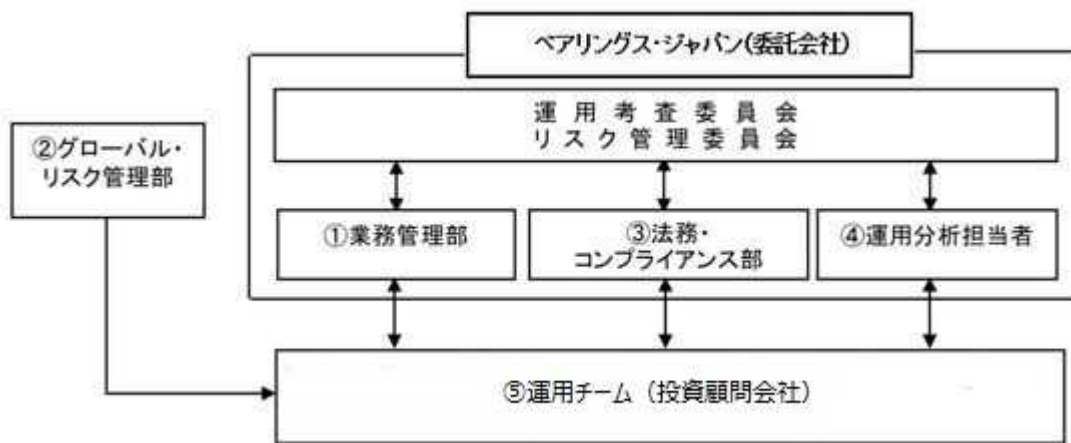 ベアリングス・ジャパン(委託会社)
運用考査委員会
リスク管理委員会
②グローバル・
リスク管理部
①業務管理部
③法務・
コンプライアンス部
④運用分析担当者
⑤運用チーム（投資顧問会社）